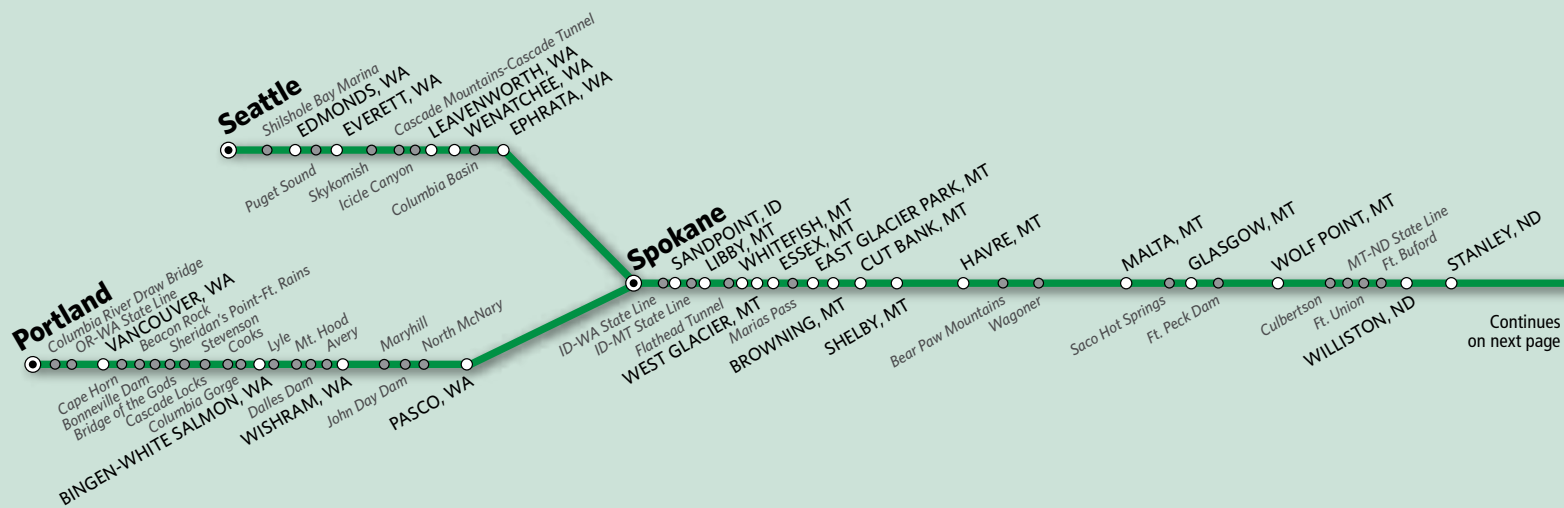 Seattle
Shilshole Bay Marina
EDMONDS, WA
Puget Sound
EVERETT, WA
Skykomish
Cascade Mountains-Cascade Tunnel
Icicle Canyon
LEAVENWORTH, WA
WENATCHEE, WA
Columbia Basin
EPHRATA, WA
Portland
Columbia River Draw Bridge
OR-WA State Line
VANCOUVER, WA
Cape Horn
Beacon Rock
Bonneville Dam
Sheridan's Point-Ft. Rains
Bridge of the Gods
Stevenson
Cascade Locks
Cooks
Columbia Gorge
BINGEN-WHITE SALMON, WA
Lyle
Mt. Hood
Dalles Dam
Avery
WISHRAM, WA
Maryhill
John Day Dam
North McNary
PASCO, WA
Spokane
ID-WA State Line
SANDPOINT, ID
ID-MT State Line
LIBBY, MT
Flathead Tunnel
WHITEFISH, MT
WEST GLACIER, MT
ESSEX, MT
Marias Pass
EAST GLACIER PARK, MT
BROWNING, MT
CUT BANK, MT
SHELBY, MT
HAVRE, MT
Bear Paw Mountains
Wagoner
MALTA, MT
Saco Hot Springs
GLASGOW, MT
Ft. Peck Dam
WOLF POINT, MT
Culbertson
MT-ND State Line
Ft. Union
Ft. Buford
WILLISTON, ND
STANLEY, ND
Continues
on next page